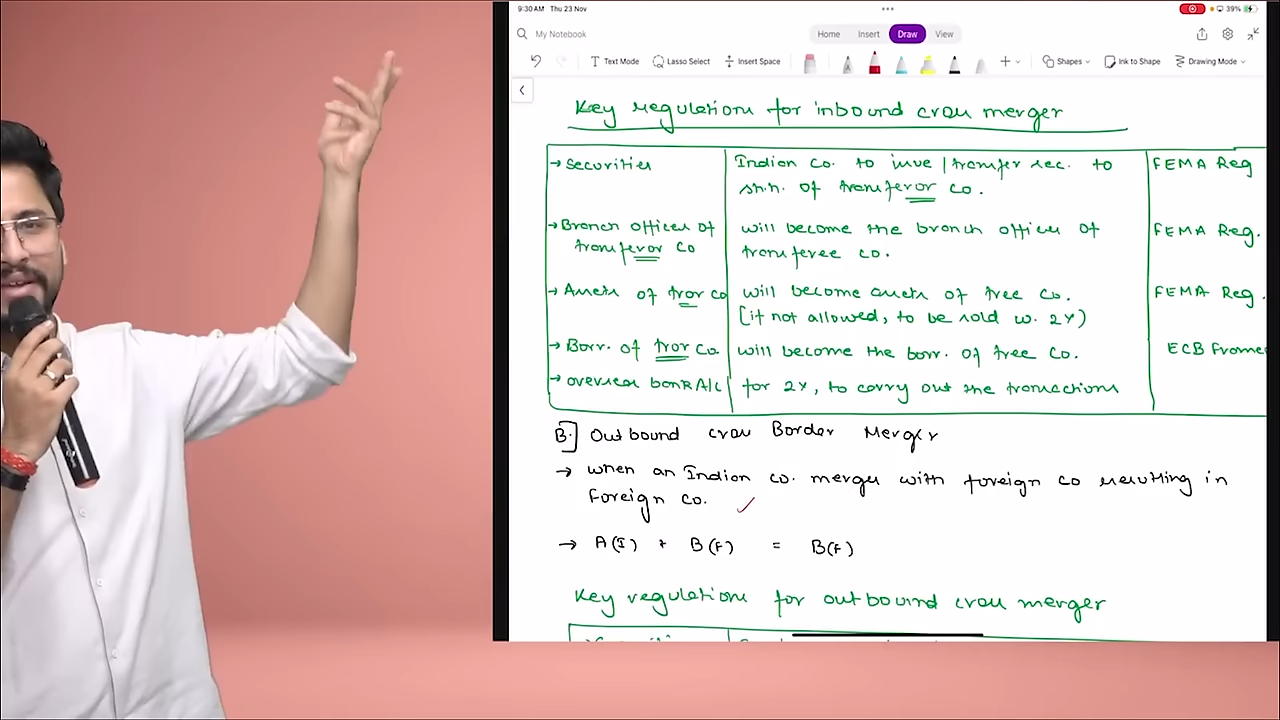 9:30 AM Thu 23 Nov
39%
My Notebook
Home Insert Draw View
Text Mode Lasso Select Insert Space Shapes Ink to Shape Drawing Mode
Key regulations for inbound cross merger
→ Securities Indian Co. to issue / transfer sec. to FEMA Reg
sh.h. of transferor co.
→ Branch offices of will become the branch offices of FEMA Reg.
transferor Co transferee co.
→ Assets of tror co will become assets of tree Co. FEMA Reg.
[if not allowed, to be sold w. 2Y)
→ Borr. of tror Co. will become the borr. of tree Co. ECB Frame
→ overseas bank A/c for 2Y, to carry out the transactions
B.] Outbound cross Border Merger
→ when an Indian co. merges with foreign co resulting in
Foreign Co.
→ A(I) + B(F) = B(F)
Key regulations for outbound cross merger